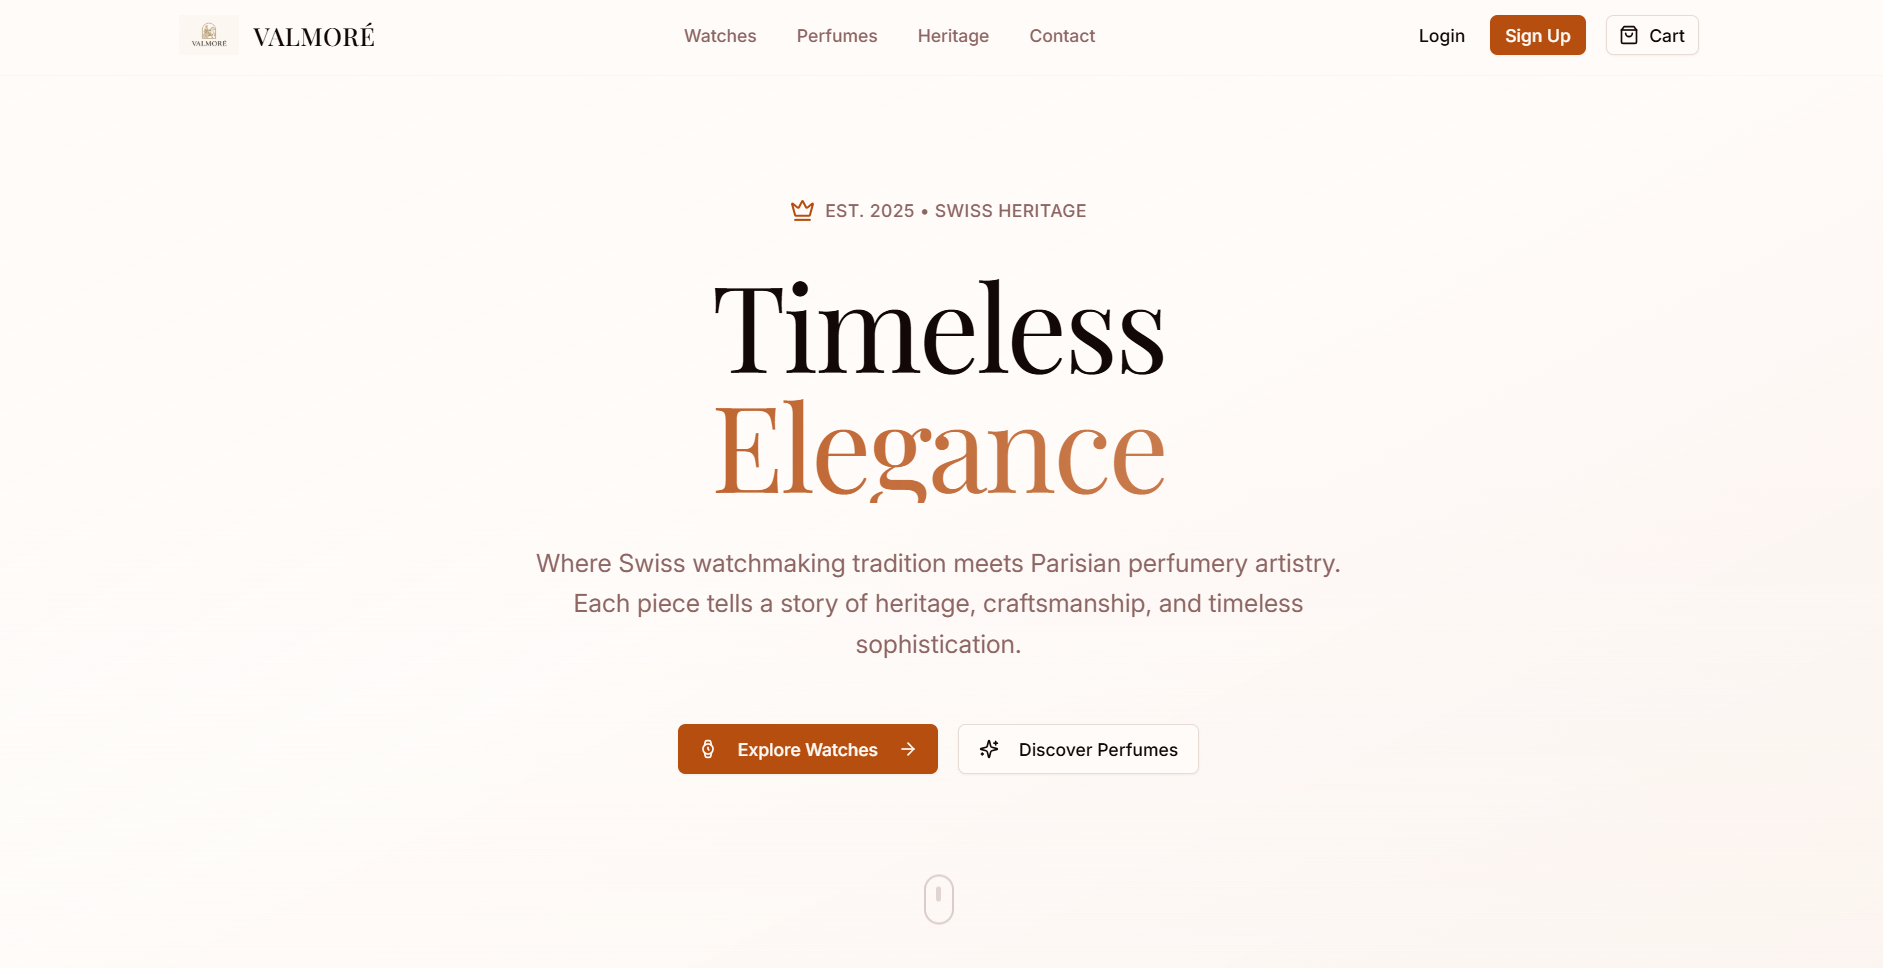 VALMORÉ
VALMORÉ
Watches
Perfumes
Heritage
Contact
Login
Sign Up
Cart
EST. 2025 • SWISS HERITAGE
Timeless
Elegance
Where Swiss watchmaking tradition meets Parisian perfumery artistry.
Each piece tells a story of heritage, craftsmanship, and timeless
sophistication.
Explore Watches
Discover Perfumes